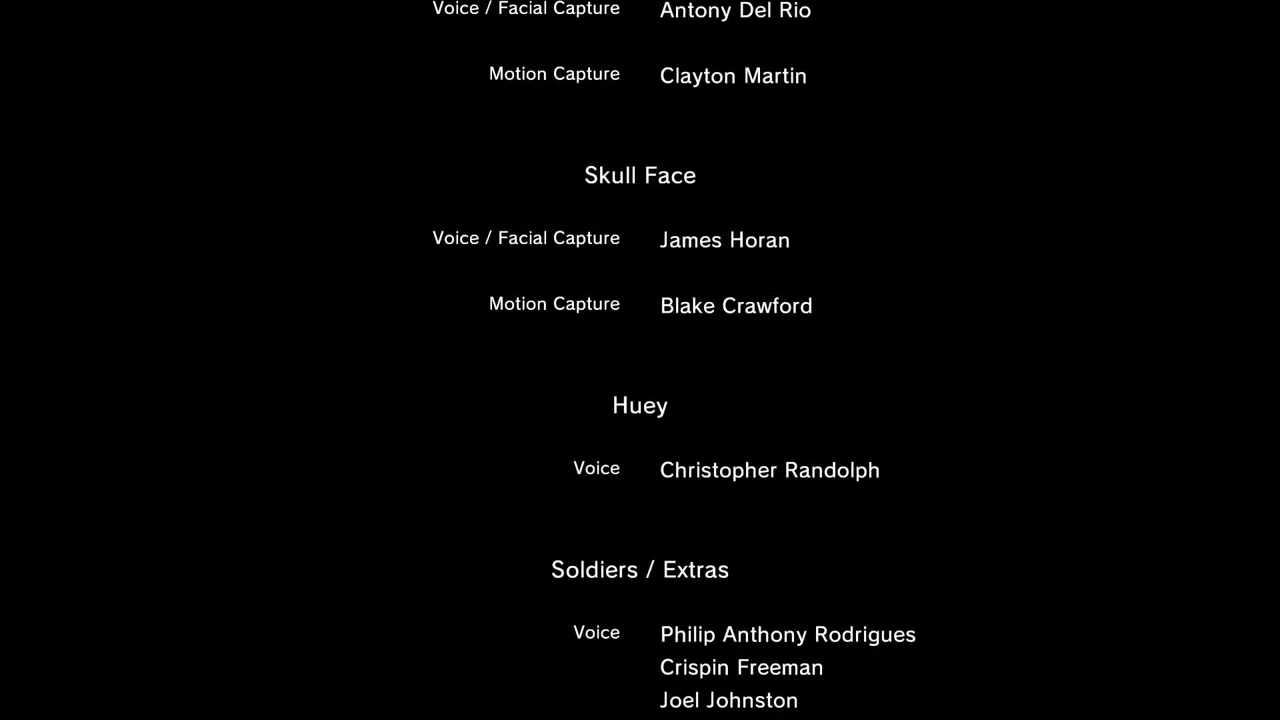 Voice / Facial Capture Antony Del Rio
Motion Capture Clayton Martin
Skull Face
Voice / Facial Capture James Horan
Motion Capture Blake Crawford
Huey
Voice Christopher Randolph
Soldiers / Extras
Voice Philip Anthony Rodrigues
Crispin Freeman
Joel Johnston